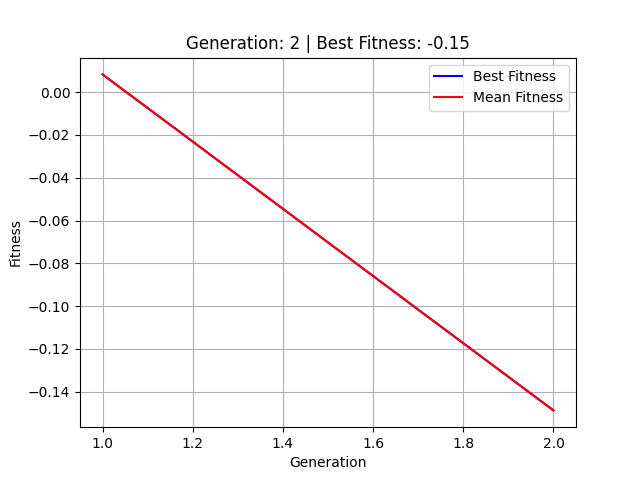 Generation: 2 | Best Fitness: -0.15
Best Fitness
Mean Fitness
0.00
−0.02
−0.04
−0.06
−0.08
−0.10
−0.12
−0.14
Fitness
1.0 1.2 1.4 1.6 1.8 2.0
Generation